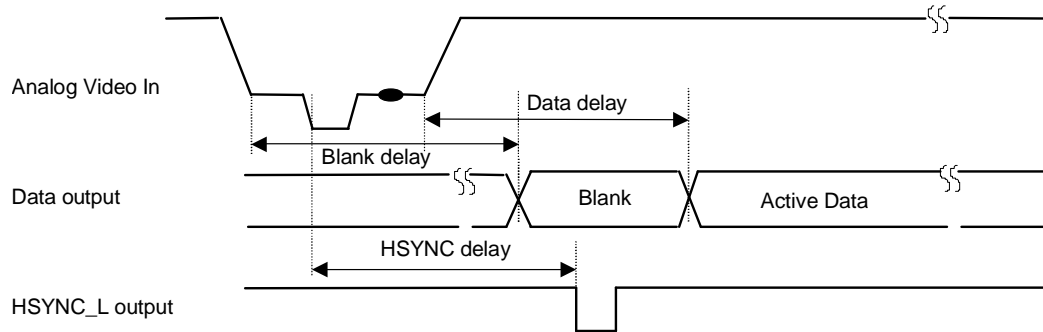 Analog Video In
Data delay
Blank delay
Data output
Blank
Active Data
HSYNC delay
HSYNC_L output